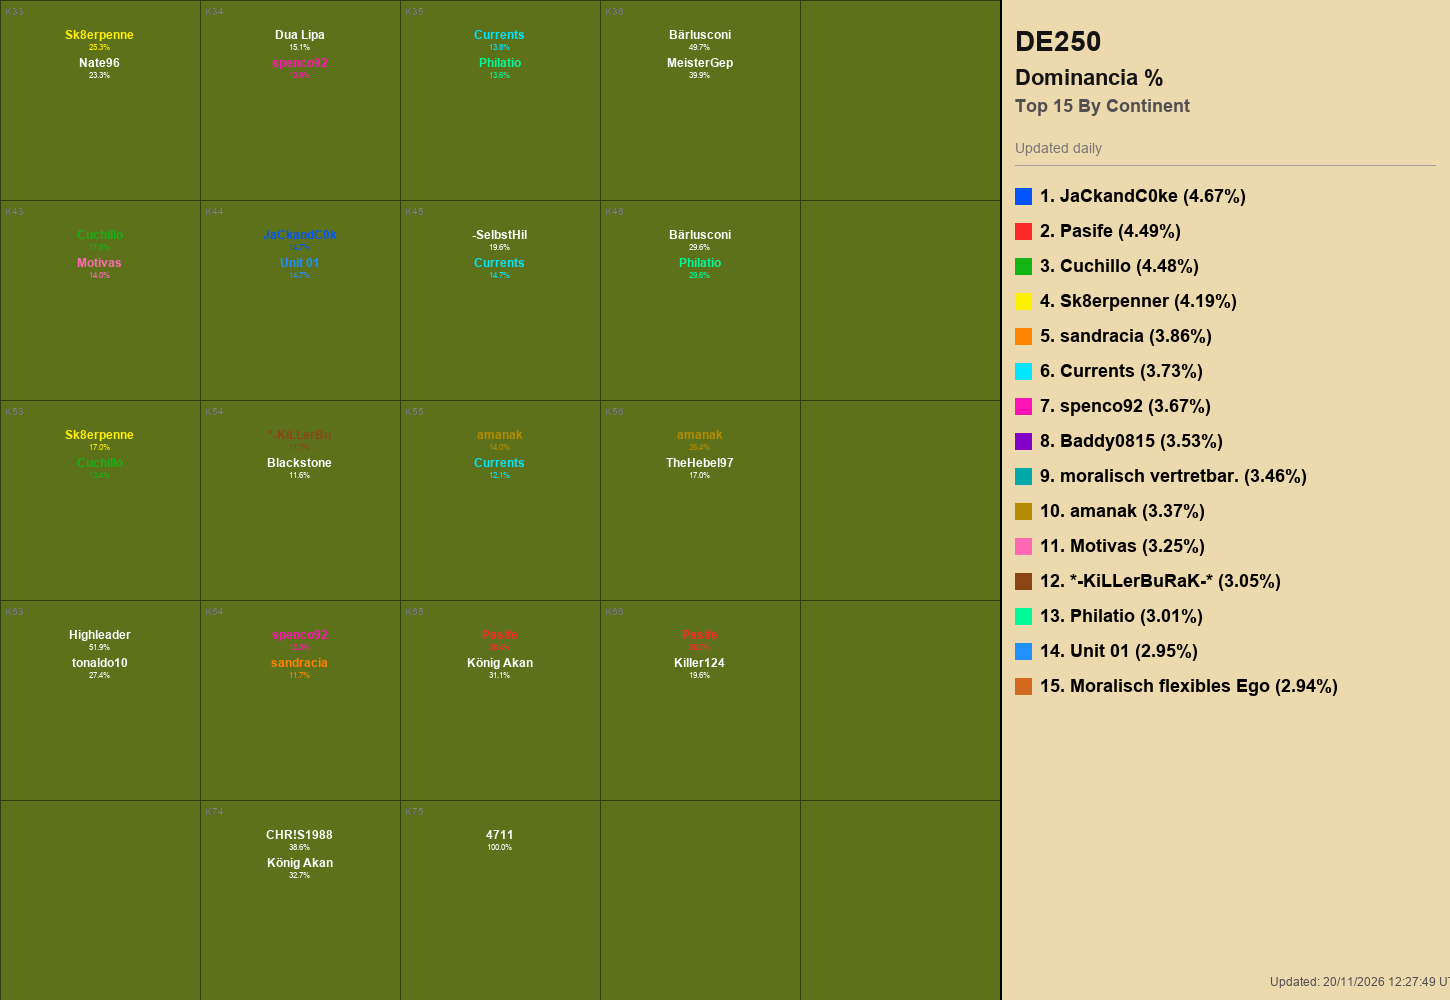 K33
Sk8erpenne
25.3%
Nate96
23.3%
K34
Dua Lipa
15.1%
spenco92
K35
Currents
13.8%
Philatio
13.6%
K36
Bärlusconi
49.7%
MeisterGep
39.9%
K43
Cuchillo
Motivas
14.0%
K44
JaCkandC0k
Unit 01
14.7%
K45
-SelbstHil
19.6%
Currents
14.7%
K46
Bärlusconi
29.6%
Philatio
29.6%
K53
Sk8erpenne
17.0%
Cuchillo
K54
*-KiLLerBu
Blackstone
11.6%
K55
amanak
14.0%
Currents
12.1%
K56
amanak
TheHebel97
17.0%
K63
Highleader
51.9%
tonaldo10
27.4%
K64
spenco92
sandracia
11.7%
K65
Pasife
König Akan
31.1%
K66
Pasife
Killer124
19.6%
K74
CHR!S1988
38.6%
König Akan
32.7%
K75
4711
100.0%
DE250
Dominancia %
Top 15 By Continent
Updated daily
1. JaCkandC0ke (4.67%)
2. Pasife (4.49%)
3. Cuchillo (4.48%)
4. Sk8erpenner (4.19%)
5. sandracia (3.86%)
6. Currents (3.73%)
7. spenco92 (3.67%)
8. Baddy0815 (3.53%)
9. moralisch vertretbar. (3.46%)
10. amanak (3.37%)
11. Motivas (3.25%)
12. *-KiLLerBuRaK-* (3.05%)
13. Philatio (3.01%)
14. Unit 01 (2.95%)
15. Moralisch flexibles Ego (2.94%)
Updated: 20/11/2026 12:27:49 U